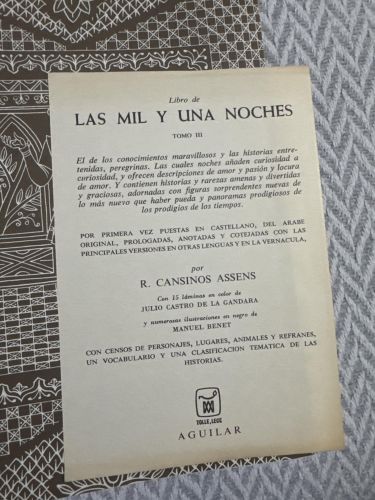 Libro de
LAS MIL Y UNA NOCHES
TOMO III
El de los conocimientos maravillosos y las historias entre-
tenidas, peregrinas. Las cuales noches añaden curiosidad a
curiosidad, y ofrecen descripciones de amor y pasión y locura
de amor. Y contienen historias y rarezas amenas y divertidas
y graciosas, adornadas con figuras sorprendentes nuevas de
lo más nuevo que haber pueda y panoramas prodigiosos de
los prodigios de los tiempos.
POR PRIMERA VEZ PUESTAS EN CASTELLANO, DEL ARABE
ORIGINAL, PROLOGADAS, ANOTADAS Y COTEJADAS CON LAS
PRINCIPALES VERSIONES EN OTRAS LENGUAS Y EN LA VERNACULA,
por
R. CANSINOS ASSENS
Con 15 láminas en color de
JULIO CASTRO DE LA GANDARA
y numerosas ilustraciones en negro de
MANUEL BENET
CON CENSOS DE PERSONAJES, LUGARES, ANIMALES Y REFRANES,
UN VOCABULARIO Y UNA CLASIFICACION TEMATICA DE LAS
HISTORIAS.
TOLLE, LEGE
AGUILAR